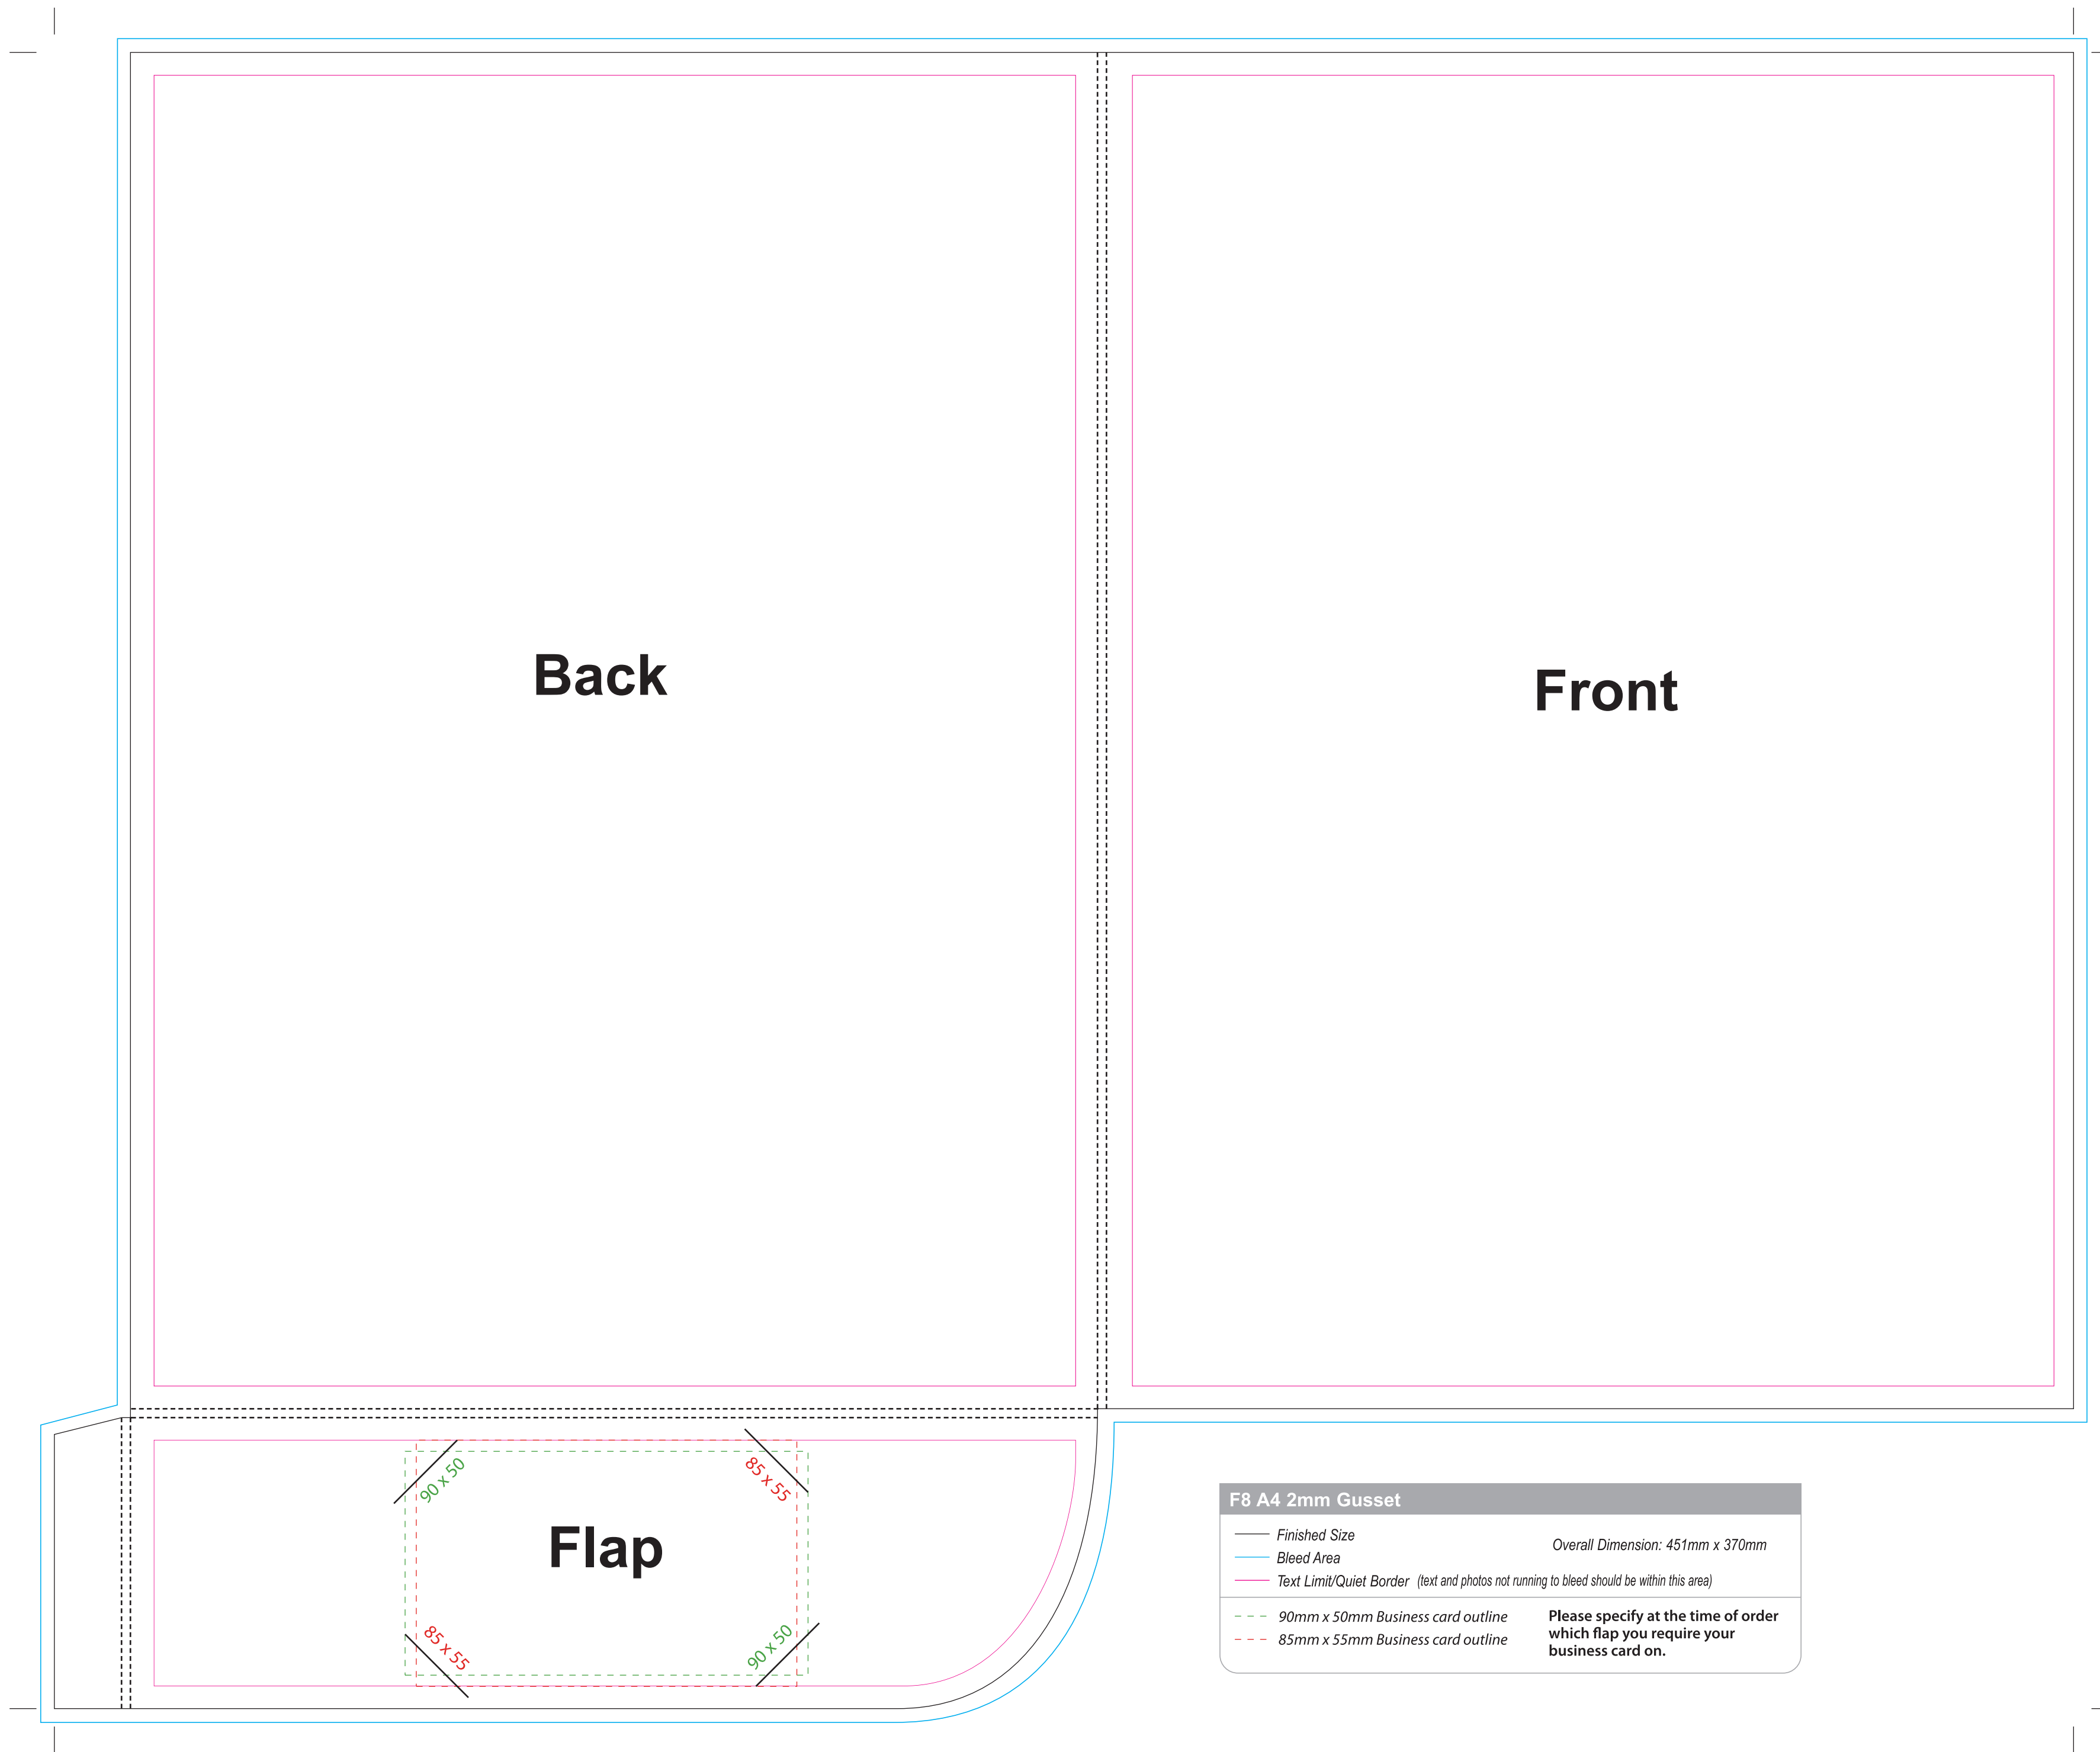 Back
Front
90 x 50
85 x 55
Flap
85 x 55
90 x 50
F8 A4 2mm Gusset
Finished Size
Overall Dimension: 451mm x 370mm
Bleed Area
Text Limit/Quiet Border (text and photos not running to bleed should be within this area)
90mm x 50mm Business card outline
85mm x 55mm Business card outline
Please specify at the time of order
which flap you require your
business card on.